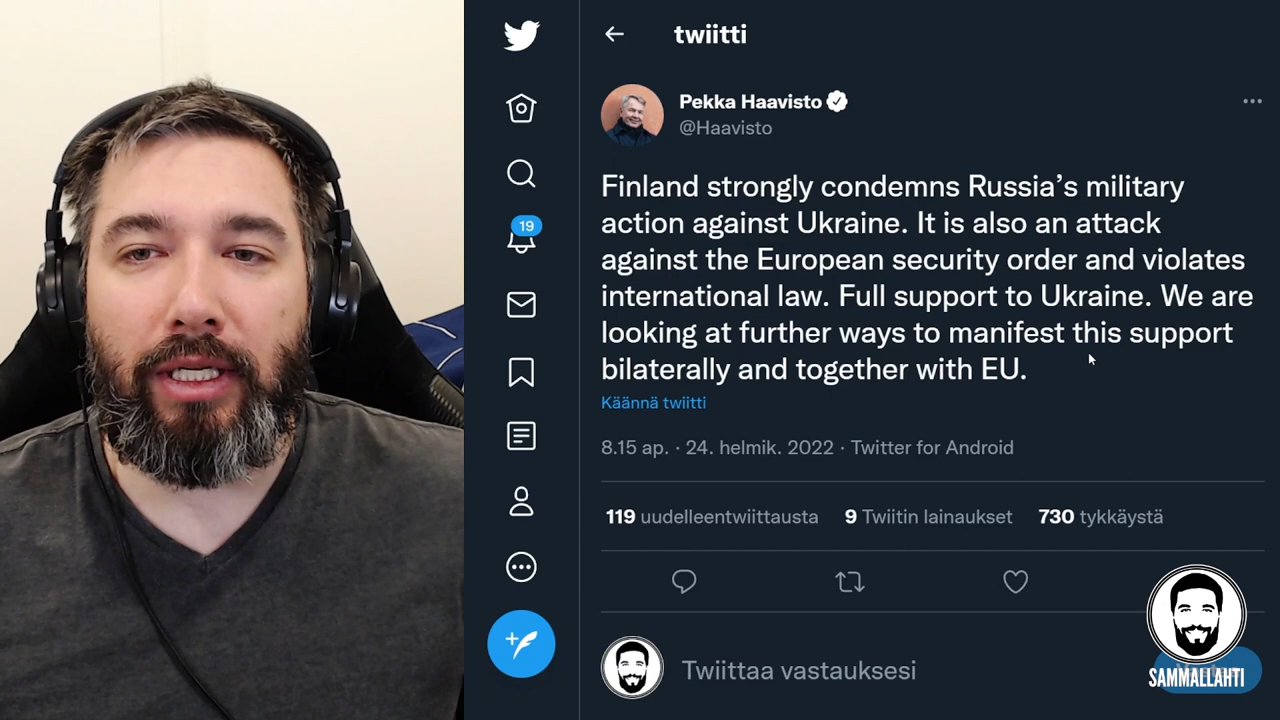 twiitti
Pekka Haavisto
@Haavisto
19
Finland strongly condemns Russia’s military
action against Ukraine. It is also an attack
against the European security order and violates
international law. Full support to Ukraine. We are
looking at further ways to manifest this support
bilaterally and together with EU.
Käännä twiitti
8.15 ap. · 24. helmik. 2022 · Twitter for Android
119 uudelleentwiittausta 9 Twiitin lainaukset 730 tykkäystä
Twiittaa vastauksesi
SAMMALLAHTI